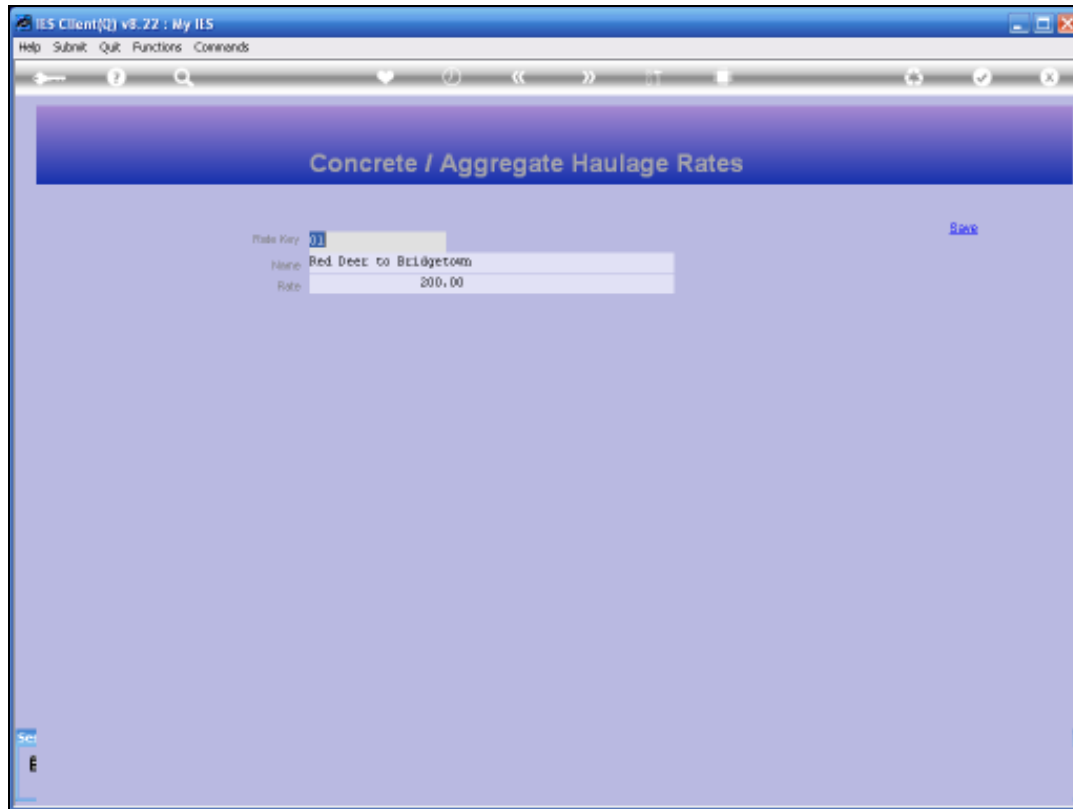 IES Client(Q) v8.22 : My IES
Help Submit Quit Functions Commands
Concrete / Aggregate Haulage Rates
Save
Rate Key 01
Name Red Deer to Bridgetown
Rate 200.00
Ses